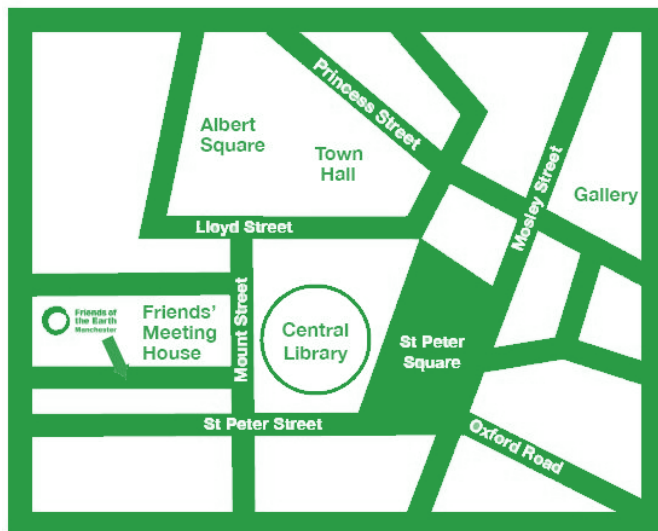 Princess Street
Albert
Square
Town
Hall
Mosley Street
Gallery
Lloyd Street
Friends of
the Earth
Manchester
Friends'
Meeting
House
Mount Street
Central
Library
St Peter
Square
St Peter Street
Oxford Road